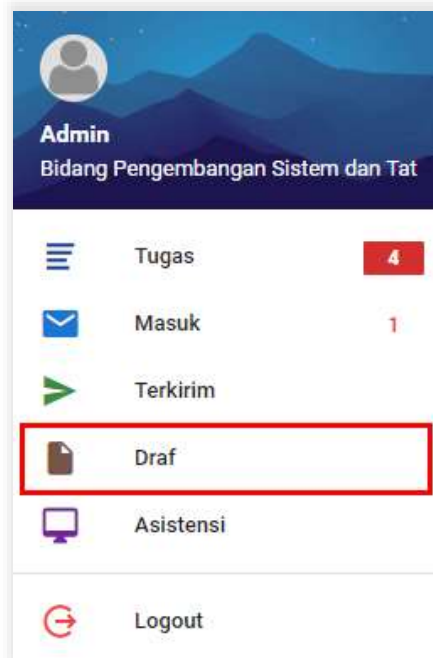 Admin
Bidang Pengembangan Sistem dan Tat
Tugas 4
Masuk 1
Terkirim
Draf
Asistensi
Logout